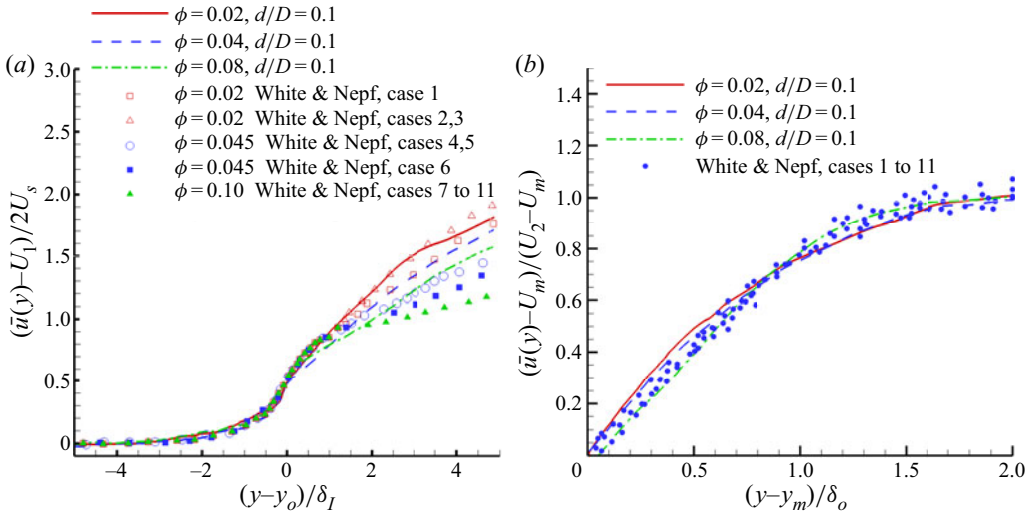 ϕ=0.02, d/D=0.1
ϕ=0.04, d/D=0.1
ϕ=0.08, d/D=0.1
ϕ=0.02 White & Nepf, case 1
ϕ=0.02 White & Nepf, cases 2,3
ϕ=0.045 White & Nepf, cases 4,5
ϕ=0.045 White & Nepf, case 6
ϕ=0.10 White & Nepf, cases 7 to 11
(a)
3.0
2.5
2.0
1.5
1.0
0.5
0
(ū(y)−U₁)/2Uₛ
−4
−2
0
2
4
(y−yₒ)/δ_I
(b)
ϕ=0.02, d/D=0.1
ϕ=0.04, d/D=0.1
ϕ=0.08, d/D=0.1
White & Nepf, cases 1 to 11
1.4
1.2
1.0
0.8
0.6
0.4
0.2
(ū(y)−Uₘ)/(U₂−Uₘ)
0
0.5
1.0
1.5
2.0
(y−yₘ)/δₒ